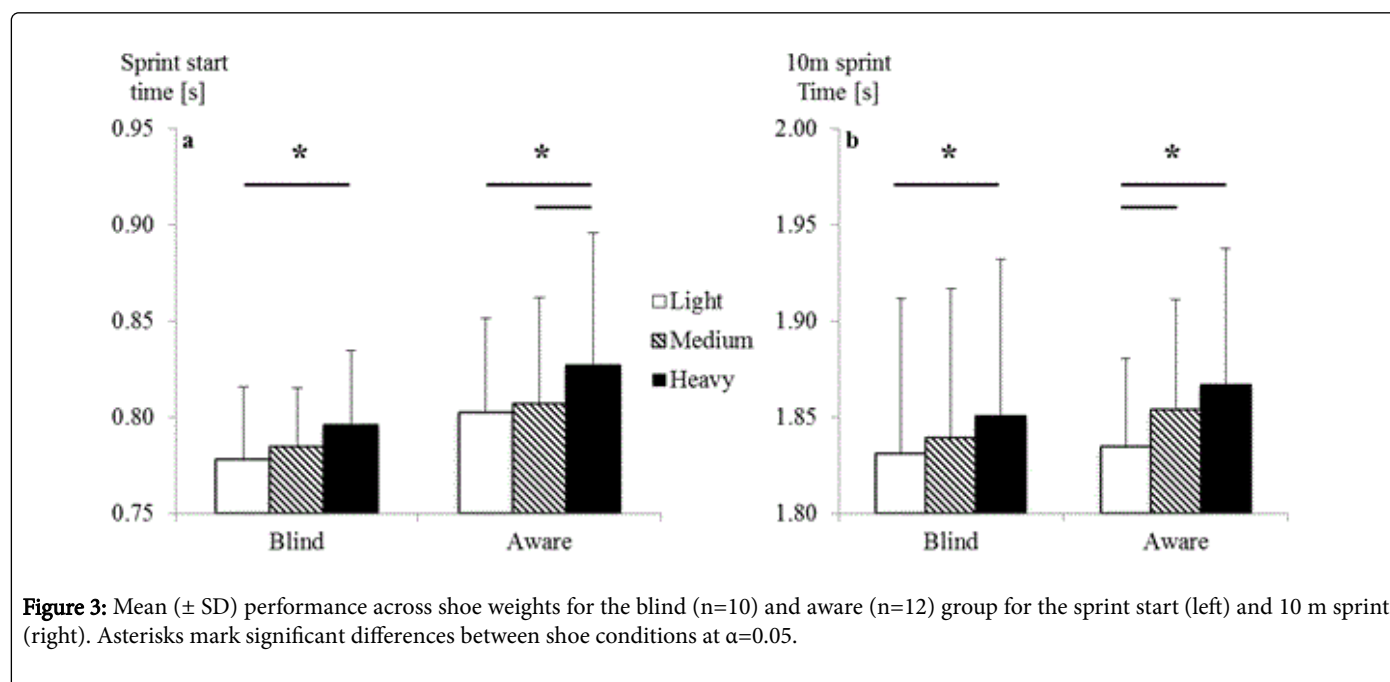 Sprint start
time [s]
0.95
a
*
*
0.90
0.85
0.80
0.75
Blind
Aware
Light
Medium
Heavy
10m sprint
Time [s]
2.00
b
*
*
1.95
1.90
1.85
1.80
Blind
Aware
Figure 3: Mean (± SD) performance across shoe weights for the blind (n=10) and aware (n=12) group for the sprint start (left) and 10 m sprint
(right). Asterisks mark significant differences between shoe conditions at α=0.05.